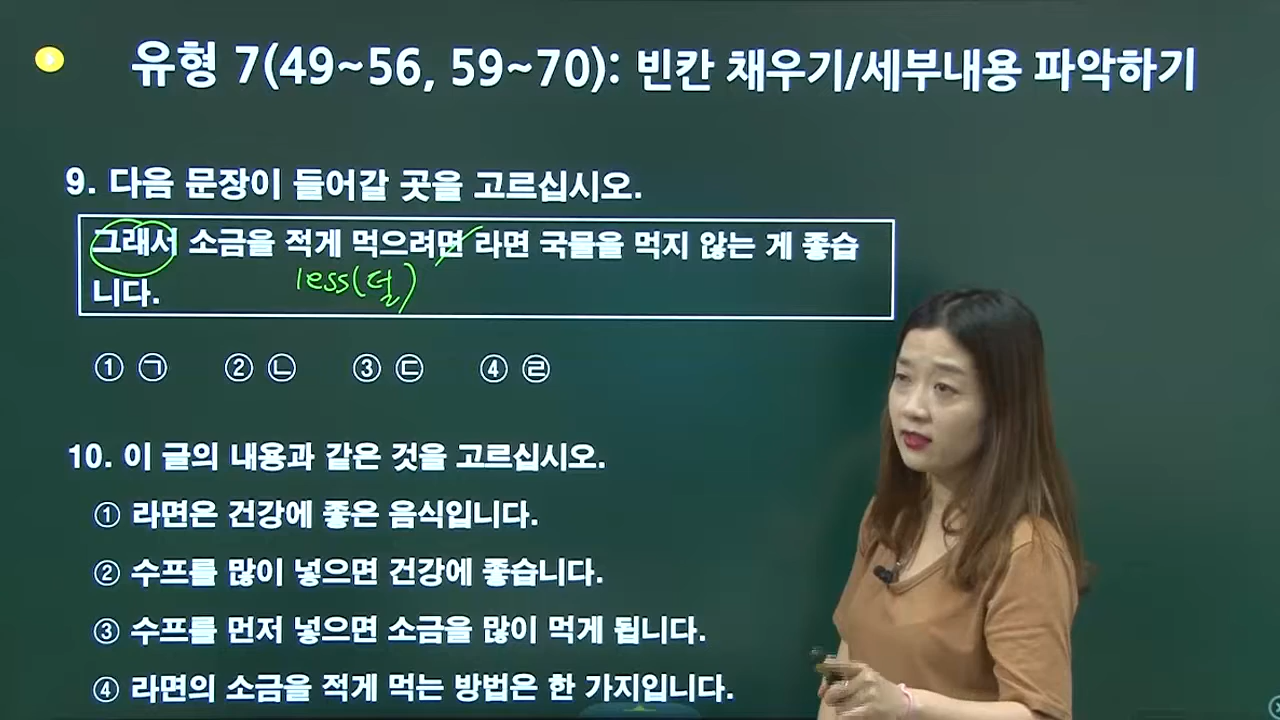 유형 7(49~56, 59~70): 빈칸 채우기/세부내용 파악하기
9. 다음 문장이 들어갈 곳을 고르십시오.
그래서 소금을 적게 먹으려면 라면 국물을 먹지 않는 게 좋습
less(덜)
니다.
① ㉠ ② ㉡ ③ ㉢ ④ ㉣
10. 이 글의 내용과 같은 것을 고르십시오.
① 라면은 건강에 좋은 음식입니다.
② 수프를 많이 넣으면 건강에 좋습니다.
③ 수프를 먼저 넣으면 소금을 많이 먹게 됩니다.
④ 라면의 소금을 적게 먹는 방법은 한 가지입니다.